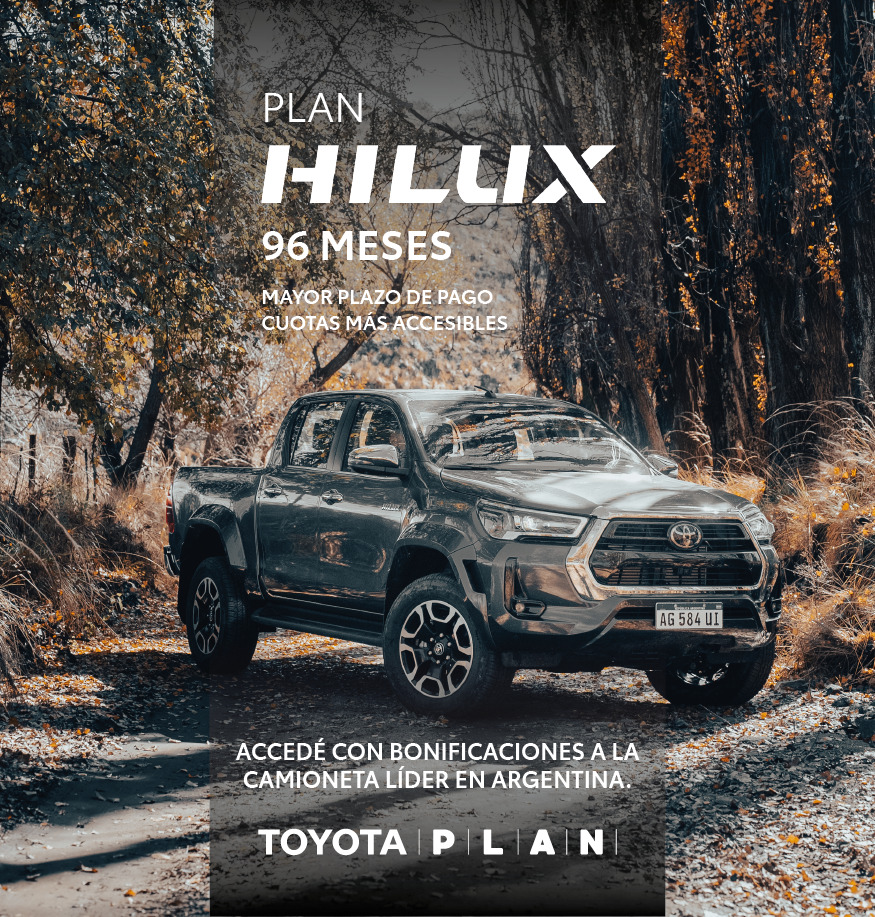 PLAN
HILUX
96 MESES
MAYOR PLAZO DE PAGO
CUOTAS MÁS ACCESIBLES
AG 584 UI
ACCEDÉ CON BONIFICACIONES A LA
CAMIONETA LÍDER EN ARGENTINA.
TOYOTA PLAN